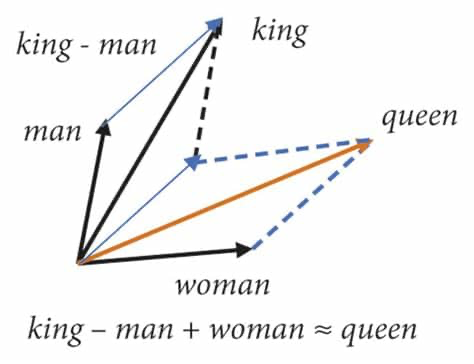 king - man
king
man
queen
woman
king – man + woman ≈ queen